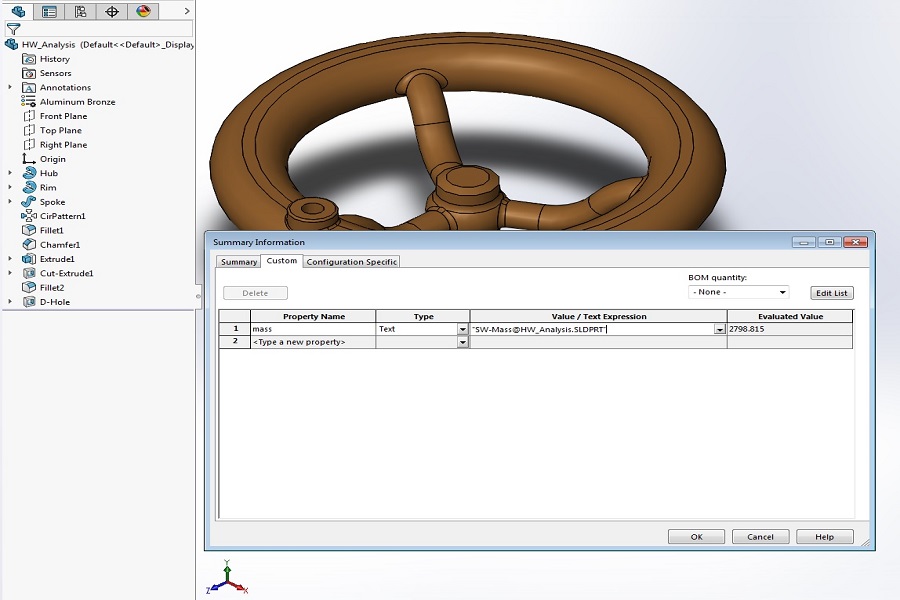 HW_Analysis (Default<<Default>_Display
History
Sensors
Annotations
Aluminum Bronze
Front Plane
Top Plane
Right Plane
Origin
Hub
Rim
Spoke
CirPattern1
Fillet1
Chamfer1
Extrude1
Cut-Extrude1
Fillet2
D-Hole
Summary Information
Summary Custom Configuration Specific
BOM quantity:
Delete - None - Edit List
Property Name Type Value / Text Expression Evaluated Value
1 mass Text "SW-Mass@HW_Analysis.SLDPRT" 2798.815
2 <Type a new property>
OK Cancel Help
Y
Z X